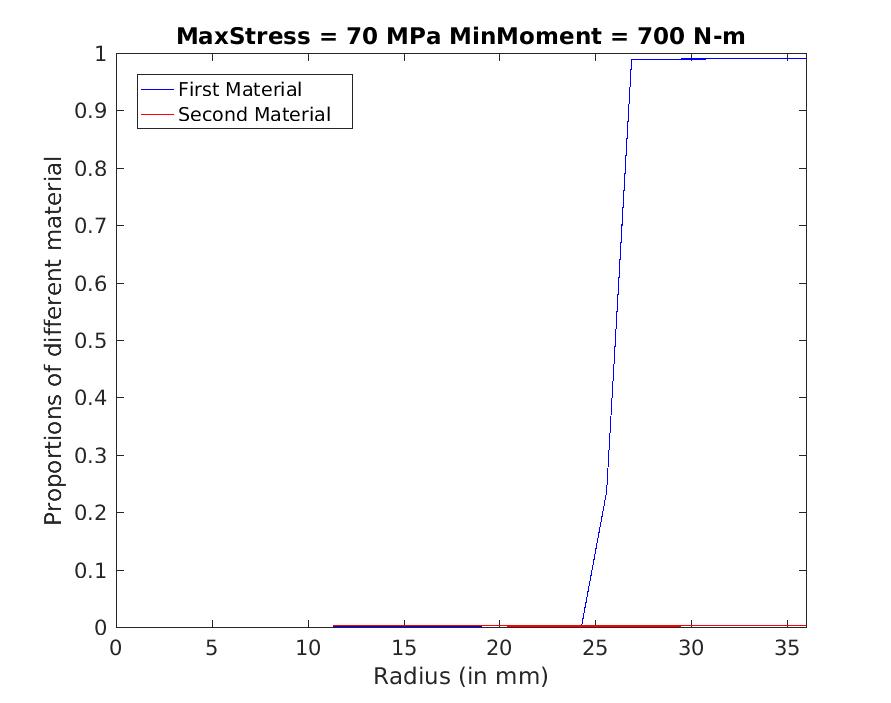 MaxStress = 70 MPa MinMoment = 700 N-m
First Material
Second Material
Proportions of different material
1
0.9
0.8
0.7
0.6
0.5
0.4
0.3
0.2
0.1
0
0 5 10 15 20 25 30 35
Radius (in mm)